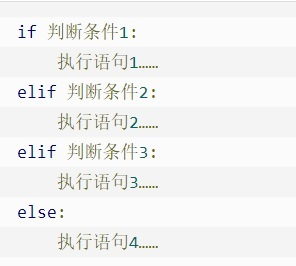 if 判断条件1:
    执行语句1……
elif 判断条件2:
    执行语句2……
elif 判断条件3:
    执行语句3……
else:
    执行语句4……